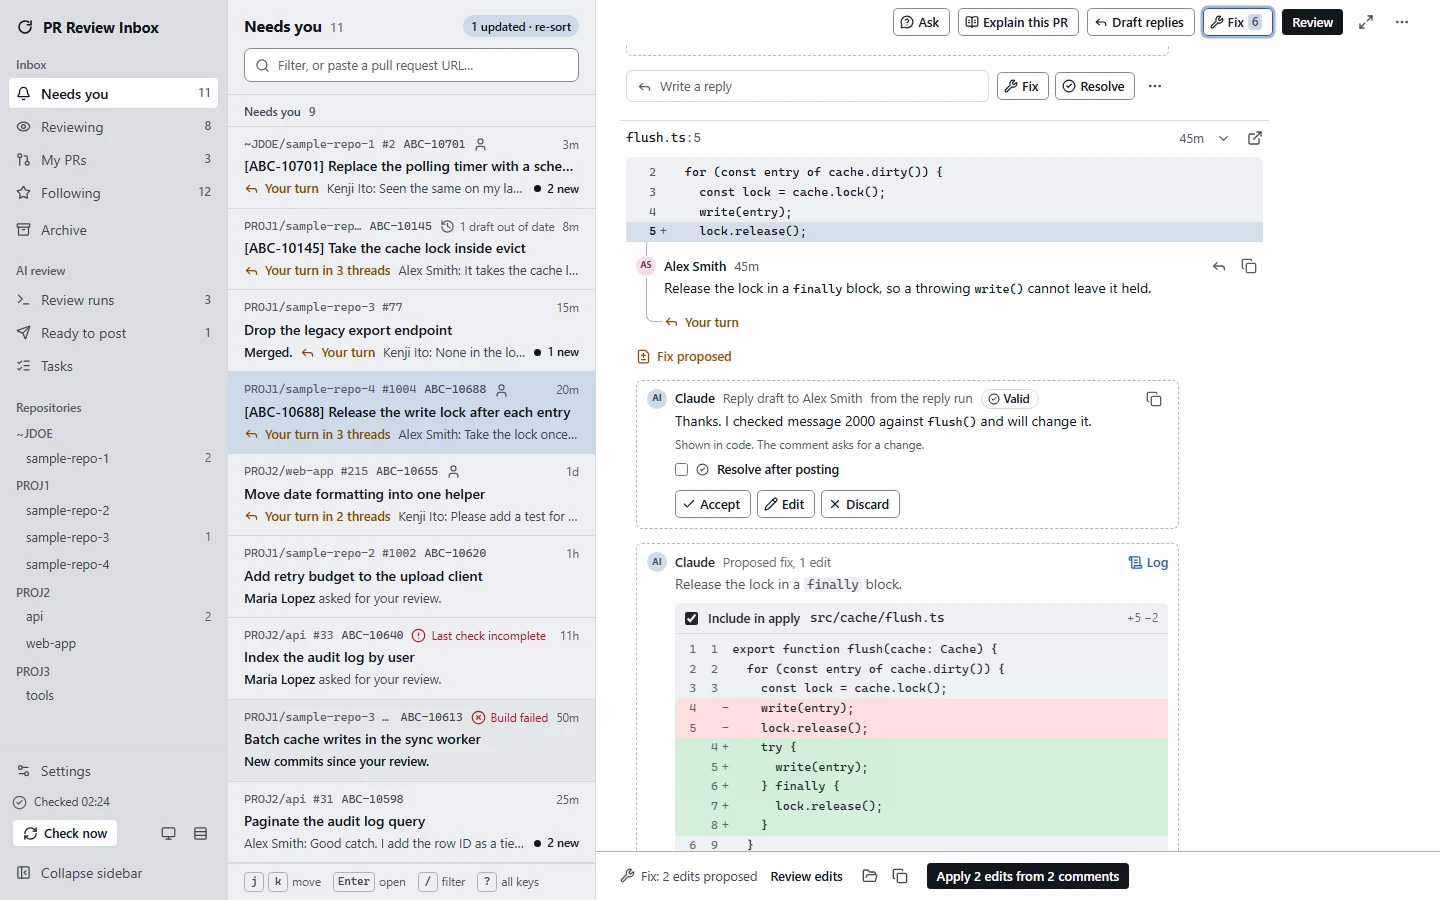 PR Review Inbox
Inbox
Needs you 11
Reviewing 8
My PRs 3
Following 12
Archive
AI review
Review runs 3
Ready to post 1
Tasks
Repositories
~JDOE
sample-repo-1 2
PROJ1
sample-repo-2
sample-repo-3 1
sample-repo-4
PROJ2
api 2
web-app
PROJ3
tools
Settings
Checked 02:24
Check now
Collapse sidebar
Needs you 11
1 updated · re-sort
Filter, or paste a pull request URL...
Needs you 9
~JDOE/sample-repo-1 #2 ABC-10701 3m
[ABC-10701] Replace the polling timer with a sche...
Your turn Kenji Ito: Seen the same on my la... 2 new
PROJ1/sample-rep... ABC-10145 1 draft out of date 8m
[ABC-10145] Take the cache lock inside evict
Your turn in 3 threads Alex Smith: It takes the cache l...
PROJ1/sample-repo-3 #77 15m
Drop the legacy export endpoint
Merged. Your turn Kenji Ito: None in the lo... 1 new
PROJ1/sample-repo-4 #1004 ABC-10688 20m
[ABC-10688] Release the write lock after each entry
Your turn in 3 threads Alex Smith: Take the lock once...
PROJ2/web-app #215 ABC-10655 1d
Move date formatting into one helper
Your turn in 2 threads Kenji Ito: Please add a test for ...
PROJ1/sample-repo-2 #1002 ABC-10620 1h
Add retry budget to the upload client
Maria Lopez asked for your review.
PROJ2/api #33 ABC-10640 Last check incomplete 11h
Index the audit log by user
Maria Lopez asked for your review.
PROJ1/sample-repo-3 ... ABC-10613 Build failed 50m
Batch cache writes in the sync worker
New commits since your review.
PROJ2/api #31 ABC-10598 25m
Paginate the audit log query
Alex Smith: Good catch. I add the row ID as a tie... 2 new
j k move Enter open / filter ? all keys
Ask Explain this PR Draft replies Fix 6 Review
Write a reply Fix Resolve
flush.ts:5 45m
2 for (const entry of cache.dirty()) {
3 const lock = cache.lock();
4 write(entry);
5 + lock.release();
AS Alex Smith 45m
Release the lock in a finally block, so a throwing write() cannot leave it held.
Your turn
Fix proposed
AI Claude Reply draft to Alex Smith from the reply run Valid
Thanks. I checked message 2000 against flush() and will change it.
Shown in code. The comment asks for a change.
Resolve after posting
Accept Edit Discard
AI Claude Proposed fix, 1 edit Log
Release the lock in a finally block.
Include in apply src/cache/flush.ts +5 −2
1 1 export function flush(cache: Cache) {
2 2 for (const entry of cache.dirty()) {
3 3 const lock = cache.lock();
4 − write(entry);
5 − lock.release();
4 + try {
5 + write(entry);
6 + } finally {
7 + lock.release();
8 + }
6 9 }
Fix: 2 edits proposed Review edits Apply 2 edits from 2 comments